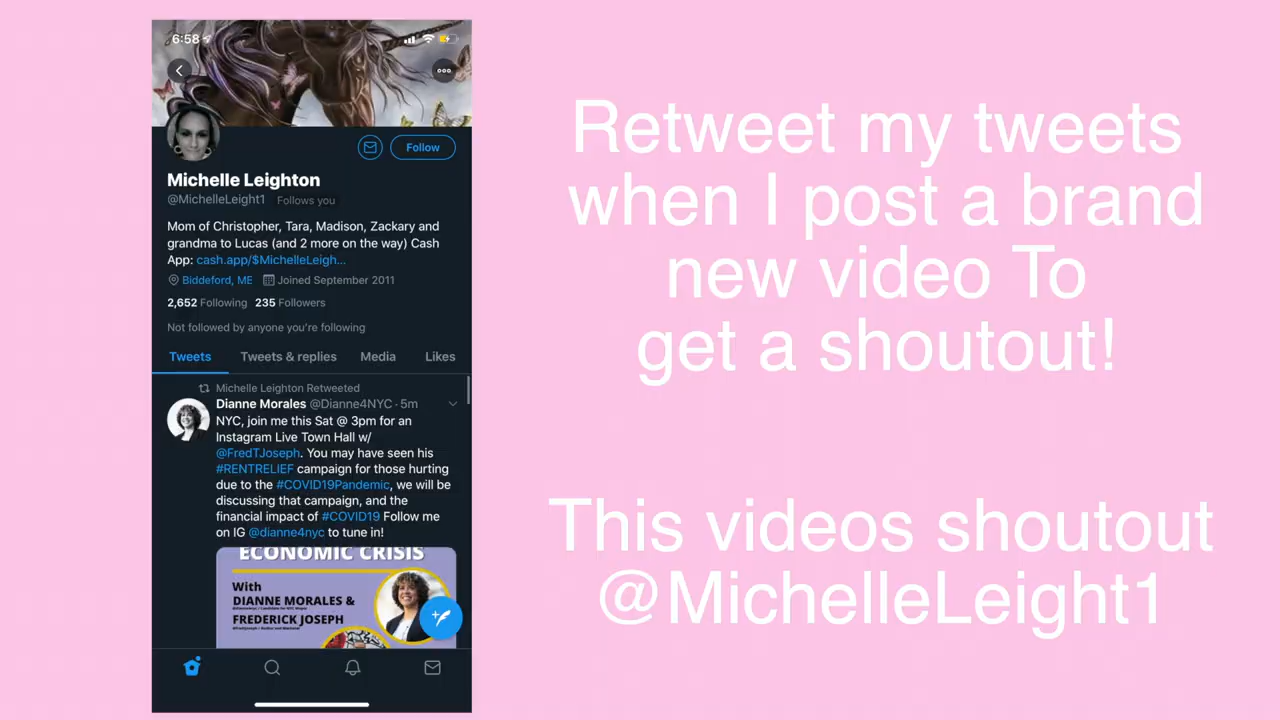 6:58
Follow
Michelle Leighton
@MichelleLeight1 Follows you
Mom of Christopher, Tara, Madison, Zackary and
grandma to Lucas (and 2 more on the way) Cash
App: cash.app/$MichelleLeigh...
Biddeford, ME Joined September 2011
2,652 Following 235 Followers
Not followed by anyone you're following
Tweets Tweets & replies Media Likes
Michelle Leighton Retweeted
Dianne Morales @Dianne4NYC · 5m
NYC, join me this Sat @ 3pm for an
Instagram Live Town Hall w/
@FredTJoseph. You may have seen his
#RENTRELIEF campaign for those hurting
due to the #COVID19Pandemic, we will be
discussing that campaign, and the
financial impact of #COVID19 Follow me
on IG @dianne4nyc to tune in!
ECONOMIC CRISIS
With
DIANNE MORALES &
FREDERICK JOSEPH
Retweet my tweets
when I post a brand
new video To
get a shoutout!
This videos shoutout
@MichelleLeight1